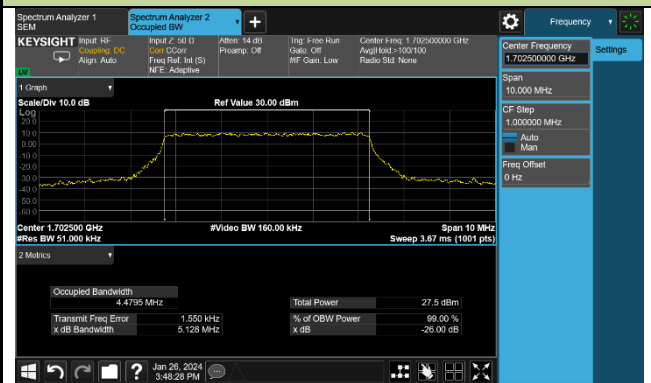 Spectrum Analyzer 1
SEM
Spectrum Analyzer 2
Occupied BW
Frequency
KEYSIGHT
Input: RF
Coupling: DC
Align: Auto
Input Z: 50 Ω
Corr CCorr
Freq Ref: Int (S)
NFE: Adaptive
Atten: 14 dB
Preamp: Off
Trig: Free Run
Gate: Off
#IF Gain: Low
Center Freq: 1.702500000 GHz
Avg|Hold:>100/100
Radio Std: None
Center Frequency
1.702500000 GHz
Settings
Span
10.000 MHz
CF Step
1.000000 MHz
Auto
Man
Freq Offset
0 Hz
1 Graph
Scale/Div 10.0 dB
Ref Value 30.00 dBm
Log
20.0
10.0
0.00
-10.0
-20.0
-30.0
-40.0
-50.0
-60.0
Center 1.702500 GHz
#Video BW 160.00 kHz
Span 10 MHz
#Res BW 51.000 kHz
Sweep 3.67 ms (1001 pts)
2 Metrics
Occupied Bandwidth
4.4795 MHz
Total Power
27.5 dBm
Transmit Freq Error
1.550 kHz
% of OBW Power
99.00 %
x dB Bandwidth
5.128 MHz
x dB
-26.00 dB
Jan 26, 2024
3:48:28 PM